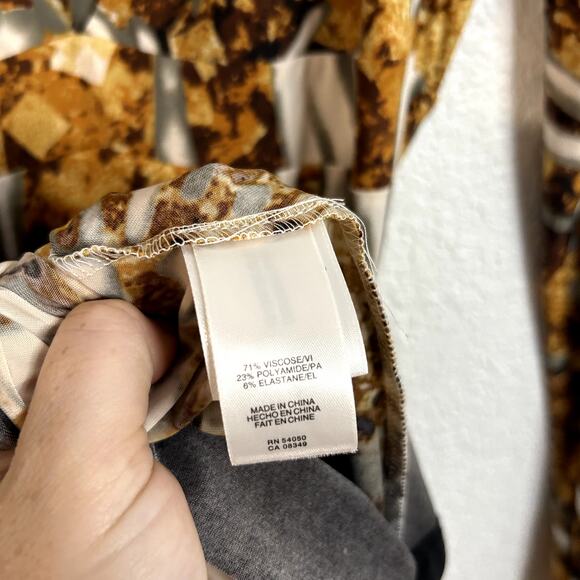 71% VISCOSE/VI
23% POLYAMIDE/PA
6% ELASTANE/EL
MADE IN CHINA
HECHO EN CHINA
FAIT EN CHINE
RN 54050
CA 08349